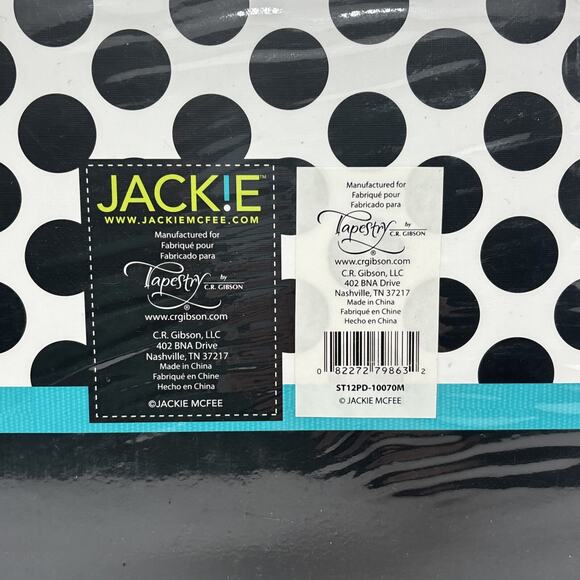 JACK!E™
WWW.JACKIEMCFEE.COM
Manufactured for
Fabriqué pour
Fabricado para
Tapestry by
C.R. GIBSON
www.crgibson.com
C.R. Gibson, LLC
402 BNA Drive
Nashville, TN 37217
Made in China
Fabriqué en Chine
Hecho en China
©JACKIE MCFEE
Manufactured for
Fabriqué pour
Fabricado para
Tapestry by
C.R. GIBSON
®
www.crgibson.com
C.R. Gibson, LLC
402 BNA Drive
Nashville, TN 37217
Made in China
Fabriqué en Chine
Hecho en China
0 82272 79863 2
ST12PD-10070M
© JACKIE MCFEE